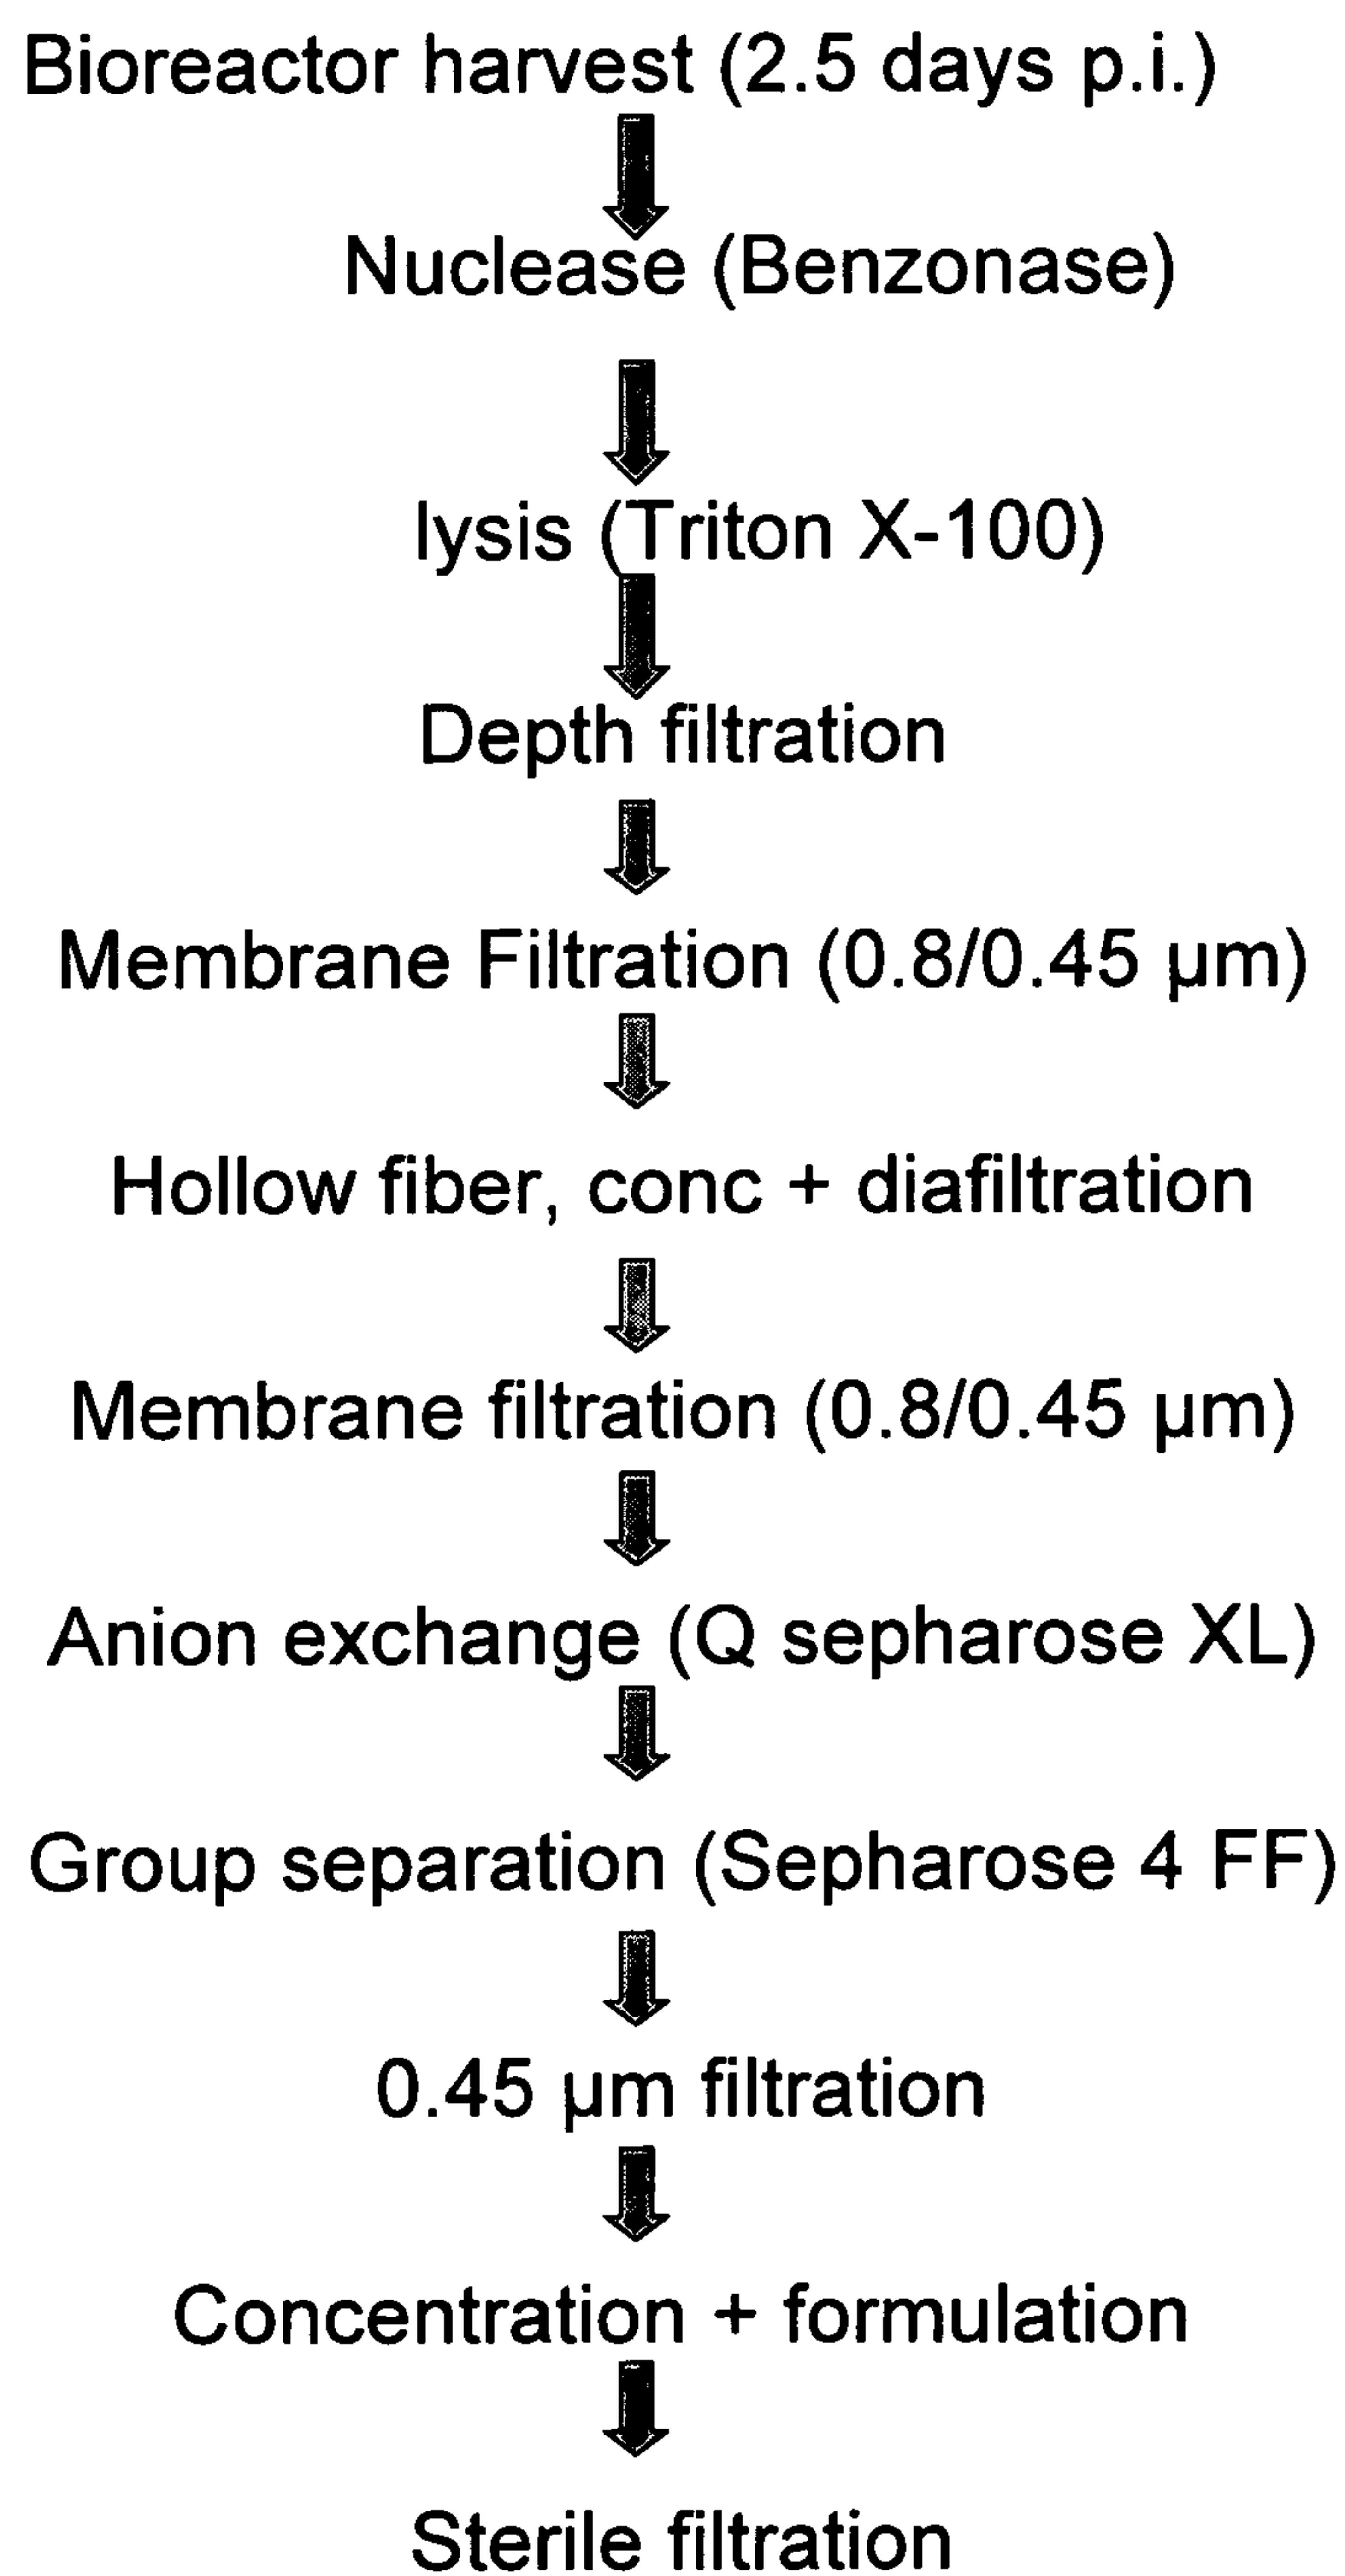 Bioreactor harvest (2.5 days p.i.)
Nuclease (Benzonase)
lysis (Triton X-100)
Depth filtration
Membrane Filtration (0.8/0.45 µm)
Hollow fiber, conc + diafiltration
Membrane filtration (0.8/0.45 µm)
Anion exchange (Q sepharose XL)
Group separation (Sepharose 4 FF)
0.45 µm filtration
Concentration + formulation
Sterile filtration